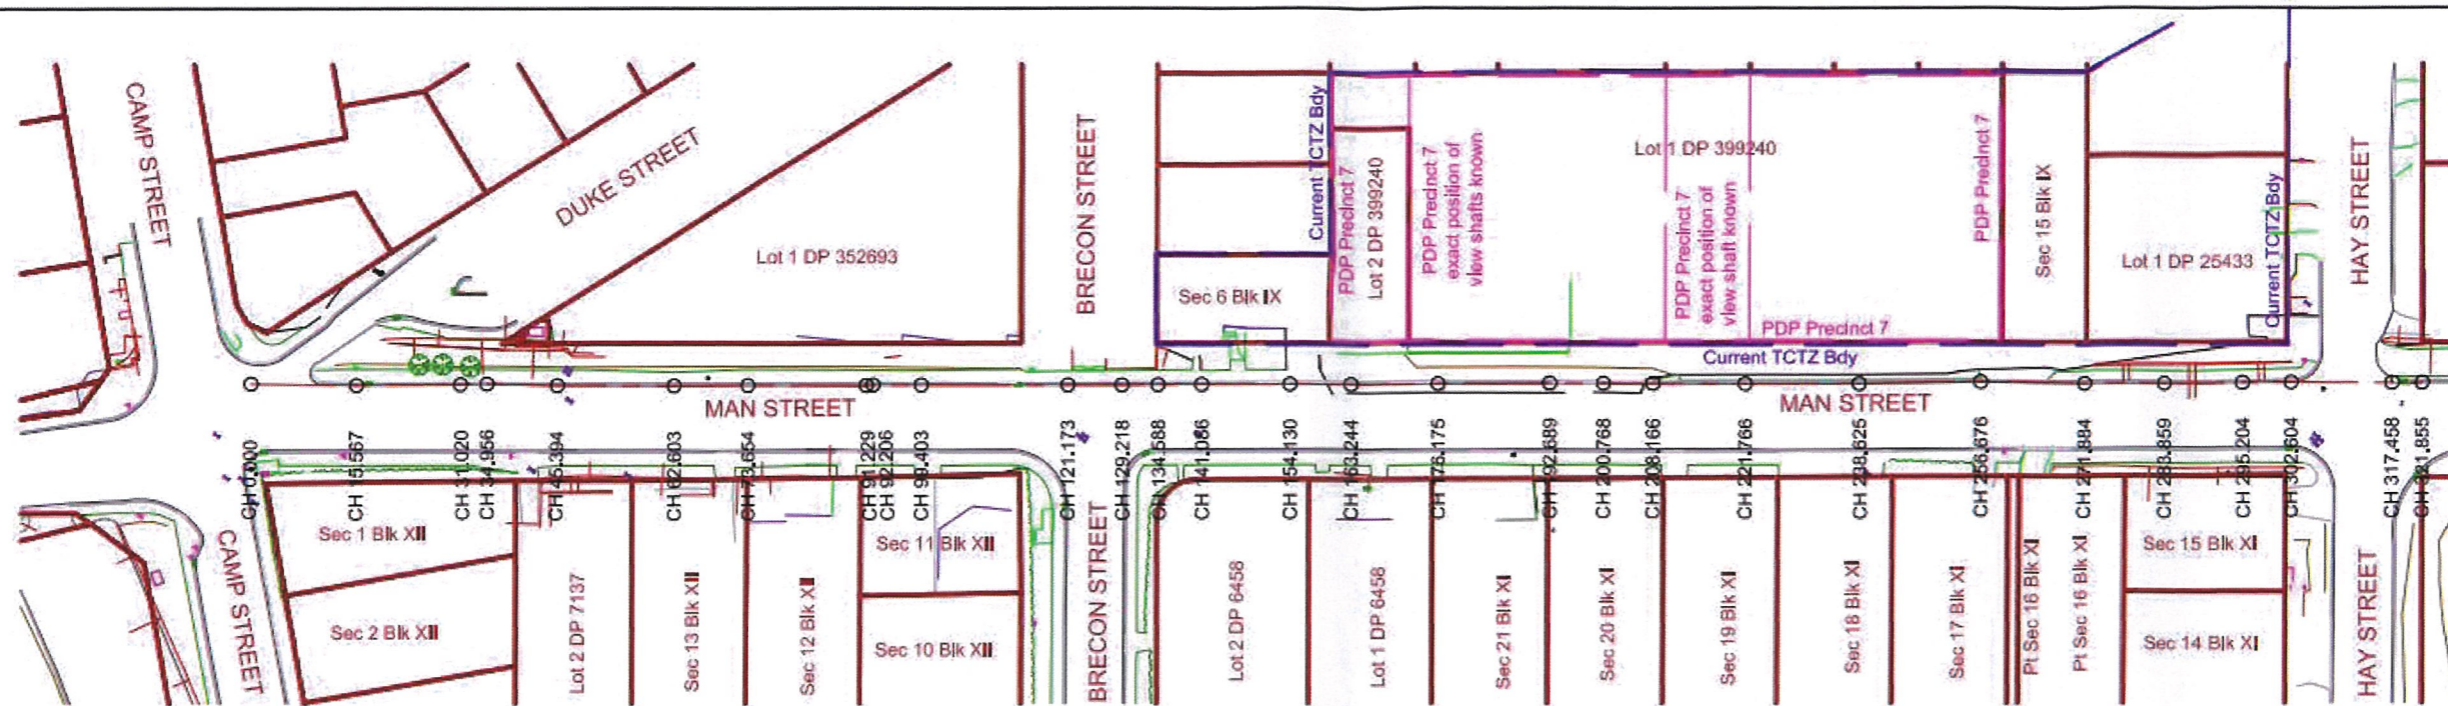 CAMP STREET
DUKE STREET
Lot 1 DP 352693
BRECON STREET
Sec 6 Blk IX
Current TCTZ Bdy
PDP Precinct 7
Lot 2 DP 399240
PDP Precinct 7
exact position of
view shafts known
Lot 1 DP 399240
PDP Precinct 7
exact position of
view shaft known
PDP Precinct 7
PDP Precinct 7
Current TCTZ Bdy
Sec 15 Blk IX
Lot 1 DP 25433
Current TCTZ Bdy
HAY STREET
MAN STREET
MAN STREET
CH 15.567
CH 31.020
CH 34.956
CH 45.394
CH 62.603
CH 73.654
CH 91.229
CH 92.206
CH 99.403
CH 121.173
CH 129.218
CH 134.588
CH 141.086
CH 154.130
CH 163.244
CH 176.175
CH 192.689
CH 200.768
CH 208.166
CH 221.766
CH 238.625
CH 256.676
CH 271.884
CH 283.859
CH 295.204
CH 302.604
CH 317.458
CH 321.855
CAMP STREET
Sec 1 Blk XII
Sec 2 Blk XII
Lot 2 DP 7137
Sec 13 Blk XII
Sec 12 Blk XII
Sec 11 Blk XII
Sec 10 Blk XII
BRECON STREET
Lot 2 DP 6458
Lot 1 DP 6458
Sec 21 Blk XI
Sec 20 Blk XI
Sec 19 Blk XI
Sec 18 Blk XI
Sec 17 Blk XI
Pt Sec 16 Blk XI
Pt Sec 16 Blk XI
Sec 15 Blk XI
Sec 14 Blk XI
HAY STREET